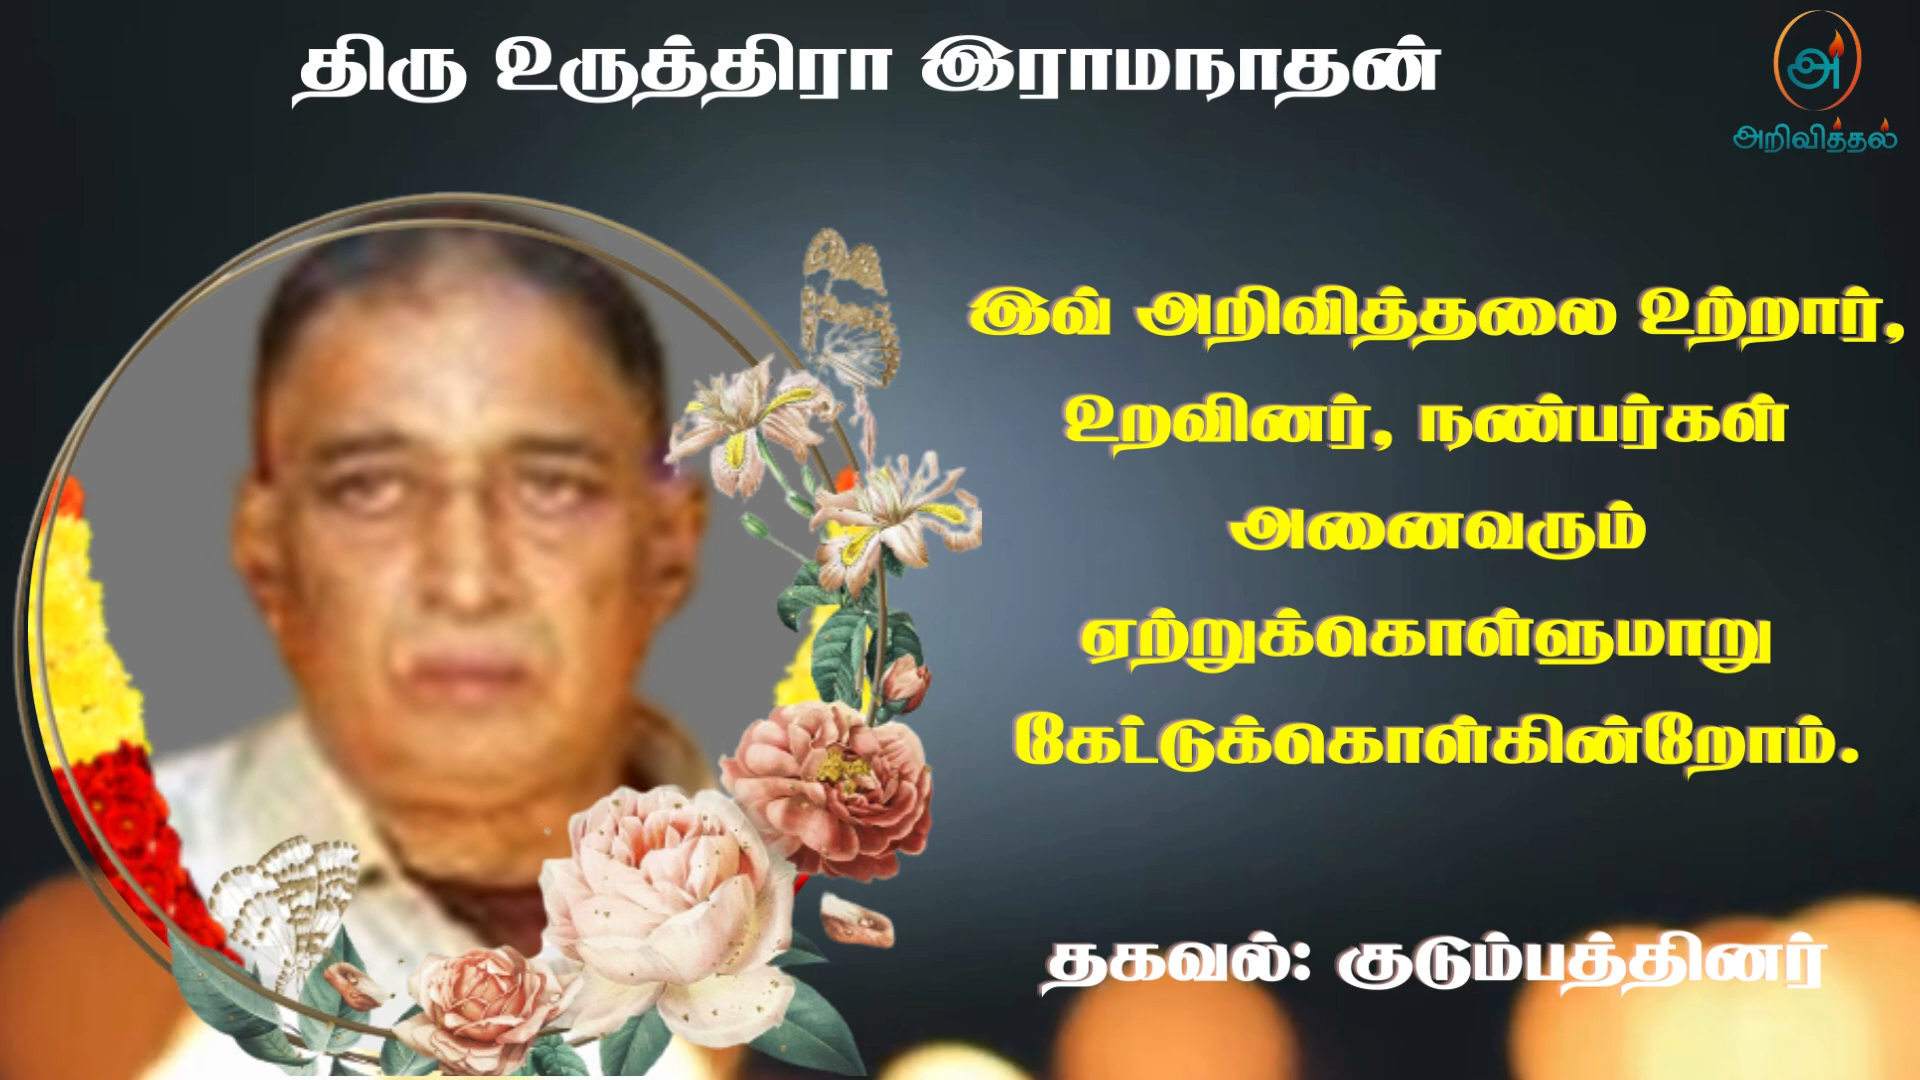 திரு உருத்திரா இராமநாதன்
அ
அறிவித்தல்
இவ் அறிவித்தலை உற்றார்,
உறவினர், நண்பர்கள்
அனைவரும்
ஏற்றுக்கொள்ளுமாறு
கேட்டுக்கொள்கின்றோம்.
தகவல்: குடும்பத்தினர்